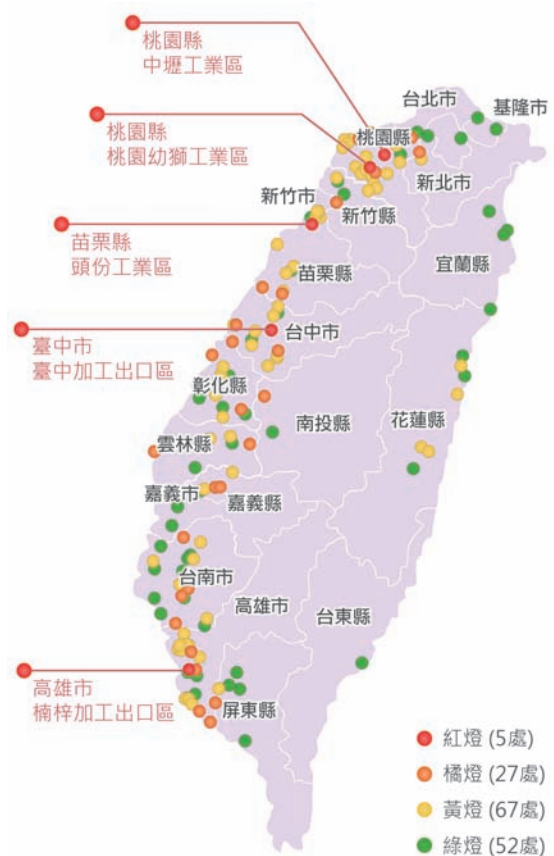 桃園縣
中壢工業區
桃園縣
桃園幼獅工業區
苗栗縣
頭份工業區
臺中市
臺中加工出口區
高雄市
楠梓加工出口區
台北市
基隆市
桃園縣
新北市
新竹市
新竹縣
宜蘭縣
苗栗縣
台中市
彰化縣
南投縣
花蓮縣
雲林縣
嘉義市
嘉義縣
台南市
高雄市
台東縣
屏東縣
紅燈 (5處)
橘燈 (27處)
黃燈 (67處)
綠燈 (52處)